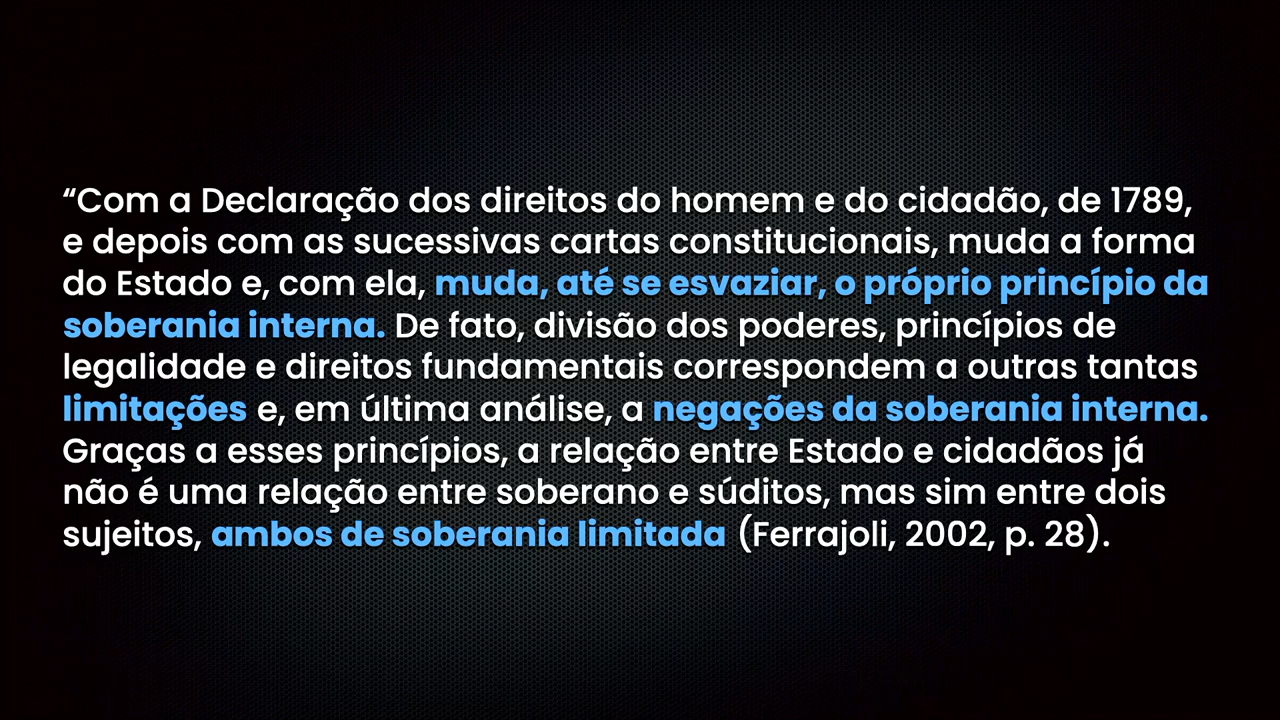 “Com a Declaração dos direitos do homem e do cidadão, de 1789,
e depois com as sucessivas cartas constitucionais, muda a forma
do Estado e, com ela, muda, até se esvaziar, o próprio princípio da
soberania interna. De fato, divisão dos poderes, princípios de
legalidade e direitos fundamentais correspondem a outras tantas
limitações e, em última análise, a negações da soberania interna.
Graças a esses princípios, a relação entre Estado e cidadãos já
não é uma relação entre soberano e súditos, mas sim entre dois
sujeitos, ambos de soberania limitada (Ferrajoli, 2002, p. 28).